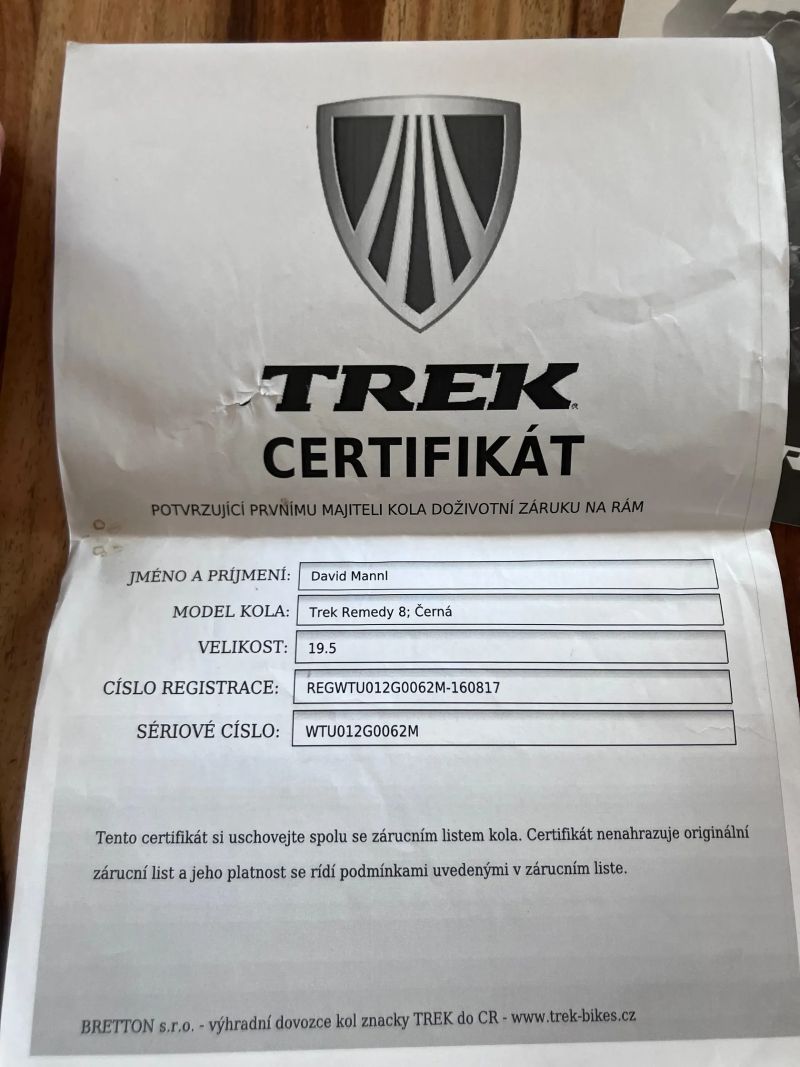 TREK
CERTIFIKÁT
POTVRZUJÍCÍ PRVNÍMU MAJITELI KOLA DOŽIVOTNÍ ZÁRUKU NA RÁM
JMÉNO A PRÍJMENÍ: David Mannl
MODEL KOLA: Trek Remedy 8; Černá
VELIKOST: 19.5
CÍSLO REGISTRACE: REGWTU012G0062M-160817
SÉRIOVÉ CÍSLO: WTU012G0062M
Tento certifikát si uschovejte spolu se zárucním listem kola. Certifikát nenahrazuje originální
zárucní list a jeho platnost se rídí podmínkami uvedenými v zárucním liste.
BRETTON s.r.o. - výhradní dovozce kol znacky TREK do CR - www.trek-bikes.cz